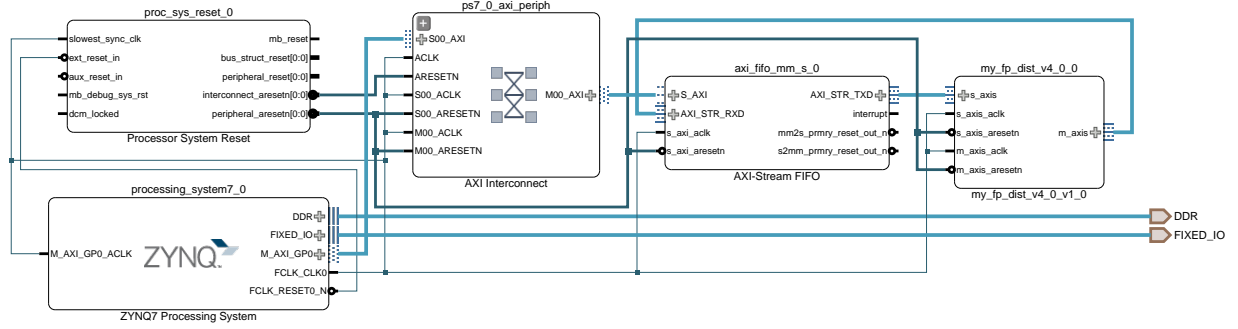 proc_sys_reset_0
slowest_sync_clk
ext_reset_in
aux_reset_in
mb_debug_sys_rst
dcm_locked
mb_reset
bus_struct_reset[0:0]
peripheral_reset[0:0]
interconnect_aresetn[0:0]
peripheral_aresetn[0:0]
Processor System Reset
ps7_0_axi_periph
S00_AXI
ACLK
ARESETN
S00_ACLK
S00_ARESETN
M00_ACLK
M00_ARESETN
M00_AXI
AXI Interconnect
axi_fifo_mm_s_0
S_AXI
AXI_STR_RXD
s_axi_aclk
s_axi_aresetn
AXI_STR_TXD
interrupt
mm2s_prmry_reset_out_n
s2mm_prmry_reset_out_n
AXI-Stream FIFO
my_fp_dist_v4_0_0
s_axis
s_axis_aclk
s_axis_aresetn
m_axis_aclk
m_axis_aresetn
m_axis
my_fp_dist_v4_0_v1_0
processing_system7_0
M_AXI_GP0_ACLK
ZYNQ
DDR
FIXED_IO
M_AXI_GP0
FCLK_CLK0
FCLK_RESET0_N
ZYNQ7 Processing System
DDR
FIXED_IO